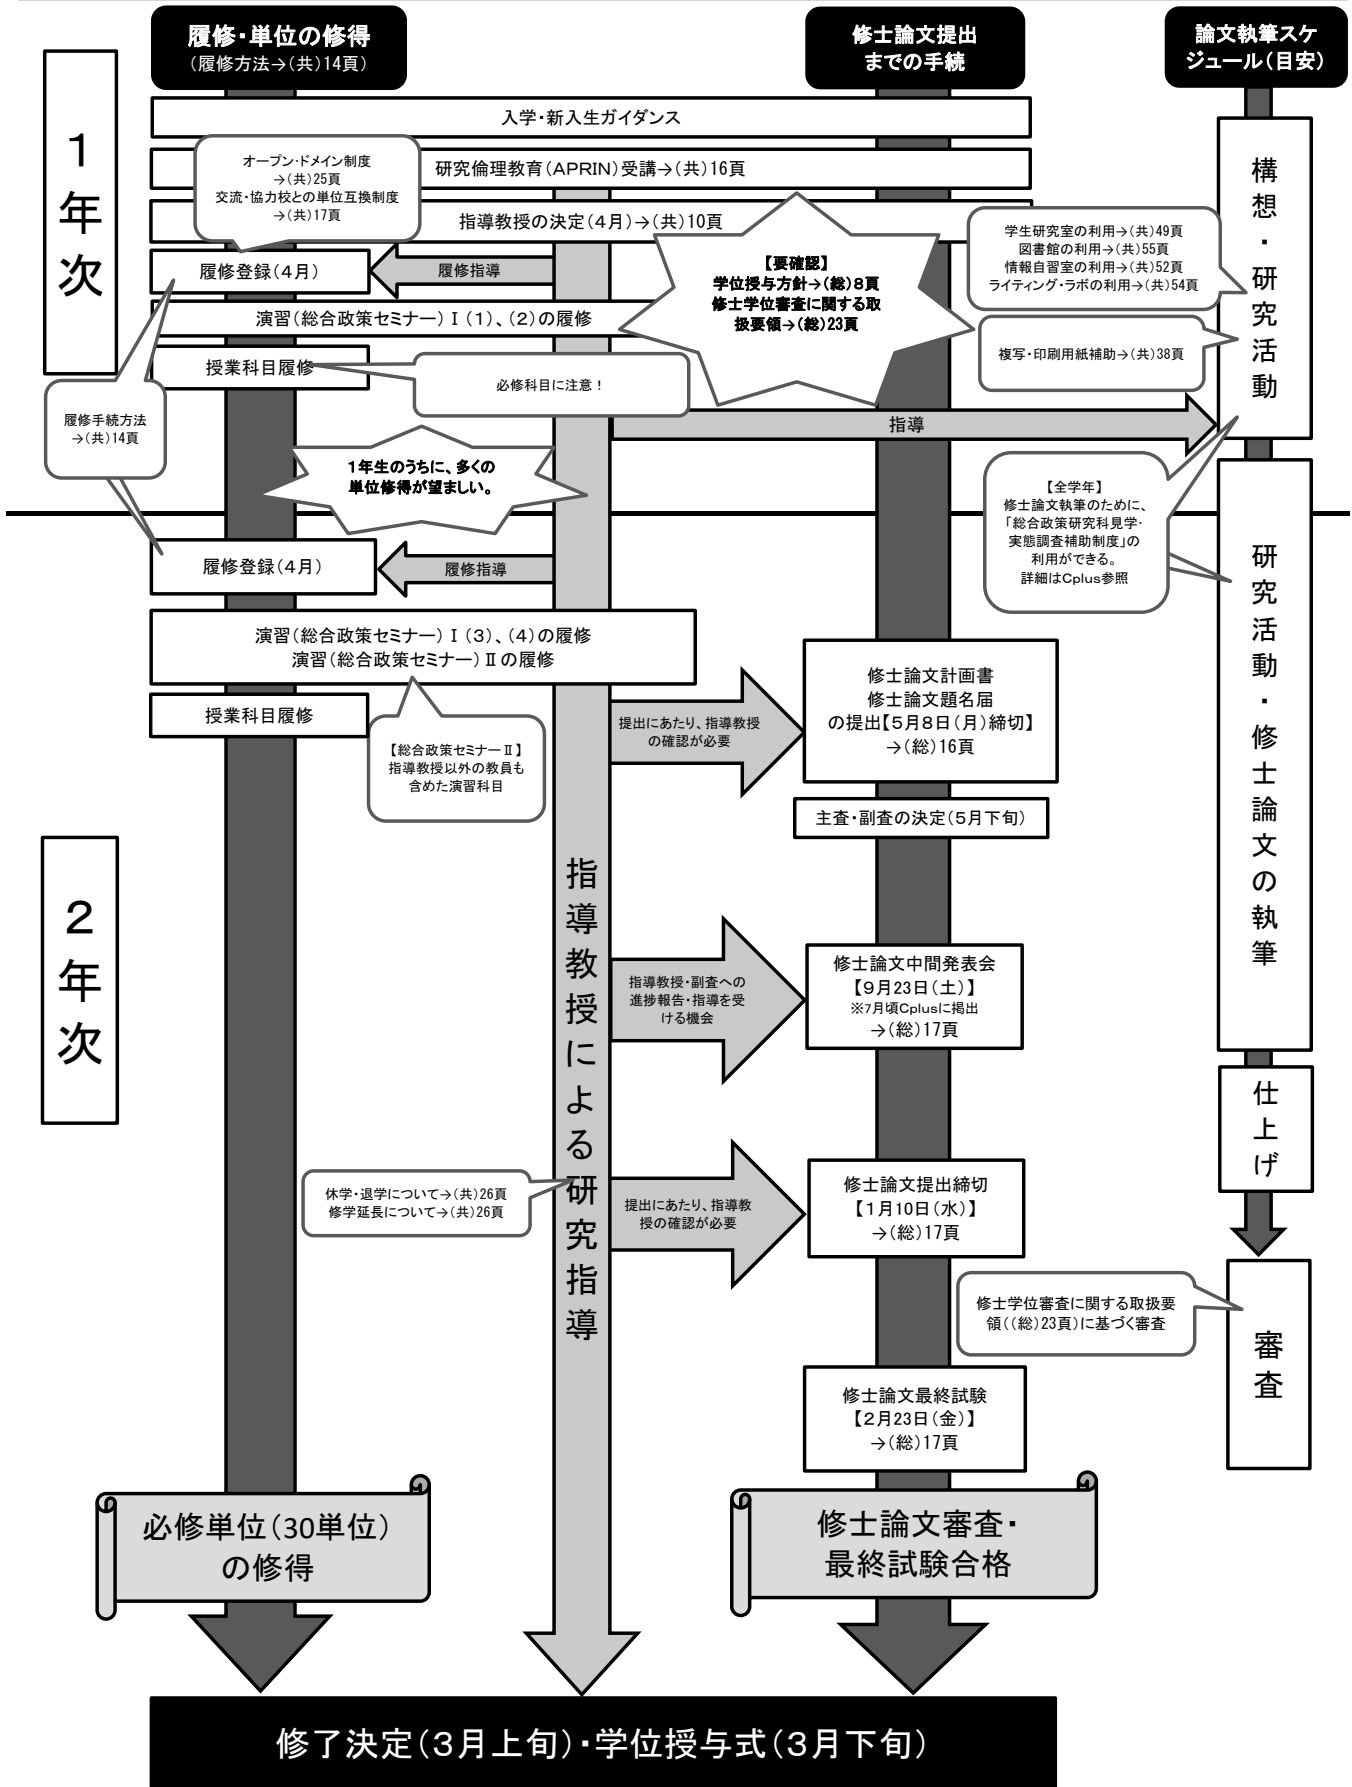 履修・単位の修得
(履修方法→(共)14頁)
修士論文提出
までの手続
論文執筆スケ
ジュール(目安)
1年次
入学・新入生ガイダンス
研究倫理教育(APRIN)受講→(共)16頁
オープン・ドメイン制度
→(共)25頁
交流・協力校との単位互換制度
→(共)17頁
指導教授の決定(4月)→(共)10頁
構想・研究活動
学生研究室の利用→(共)49頁
図書館の利用→(共)55頁
情報自習室の利用→(共)52頁
ライティング・ラボの利用→(共)54頁
履修登録(4月)
履修指導
【要確認】
学位授与方針→(総)8頁
修士学位審査に関する取
扱要領→(総)23頁
演習(総合政策セミナー)Ⅰ(1)、(2)の履修
授業科目履修
必修科目に注意!
複写・印刷用紙補助→(共)38頁
履修手続方法
→(共)14頁
指導
1年生のうちに、多くの
単位修得が望ましい。
【全学年】
修士論文執筆のために、
「総合政策研究科見学・
実態調査補助制度」の
利用ができる。
詳細はCplus参照
研究活動・修士論文の執筆
2年次
履修登録(4月)
履修指導
演習(総合政策セミナー)Ⅰ(3)、(4)の履修
演習(総合政策セミナー)Ⅱの履修
授業科目履修
【総合政策セミナーⅡ】
指導教授以外の教員も
含めた演習科目
提出にあたり、指導教授
の確認が必要
修士論文計画書
修士論文題名届
の提出【5月8日(月)締切】
→(総)16頁
主査・副査の決定(5月下旬)
指導教授による研究指導
指導教授・副査への
進捗報告・指導を受
ける機会
修士論文中間発表会
【9月23日(土)】
※7月頃Cplusに掲出
→(総)17頁
仕上げ
休学・退学について→(共)26頁
修学延長について→(共)26頁
提出にあたり、指導教
授の確認が必要
修士論文提出締切
【1月10日(水)】
→(総)17頁
修士学位審査に関する取扱要
領((総)23頁)に基づく審査
審査
修士論文最終試験
【2月23日(金)】
→(総)17頁
必修単位(30単位)
の修得
修士論文審査・
最終試験合格
修了決定(3月上旬)・学位授与式(3月下旬)